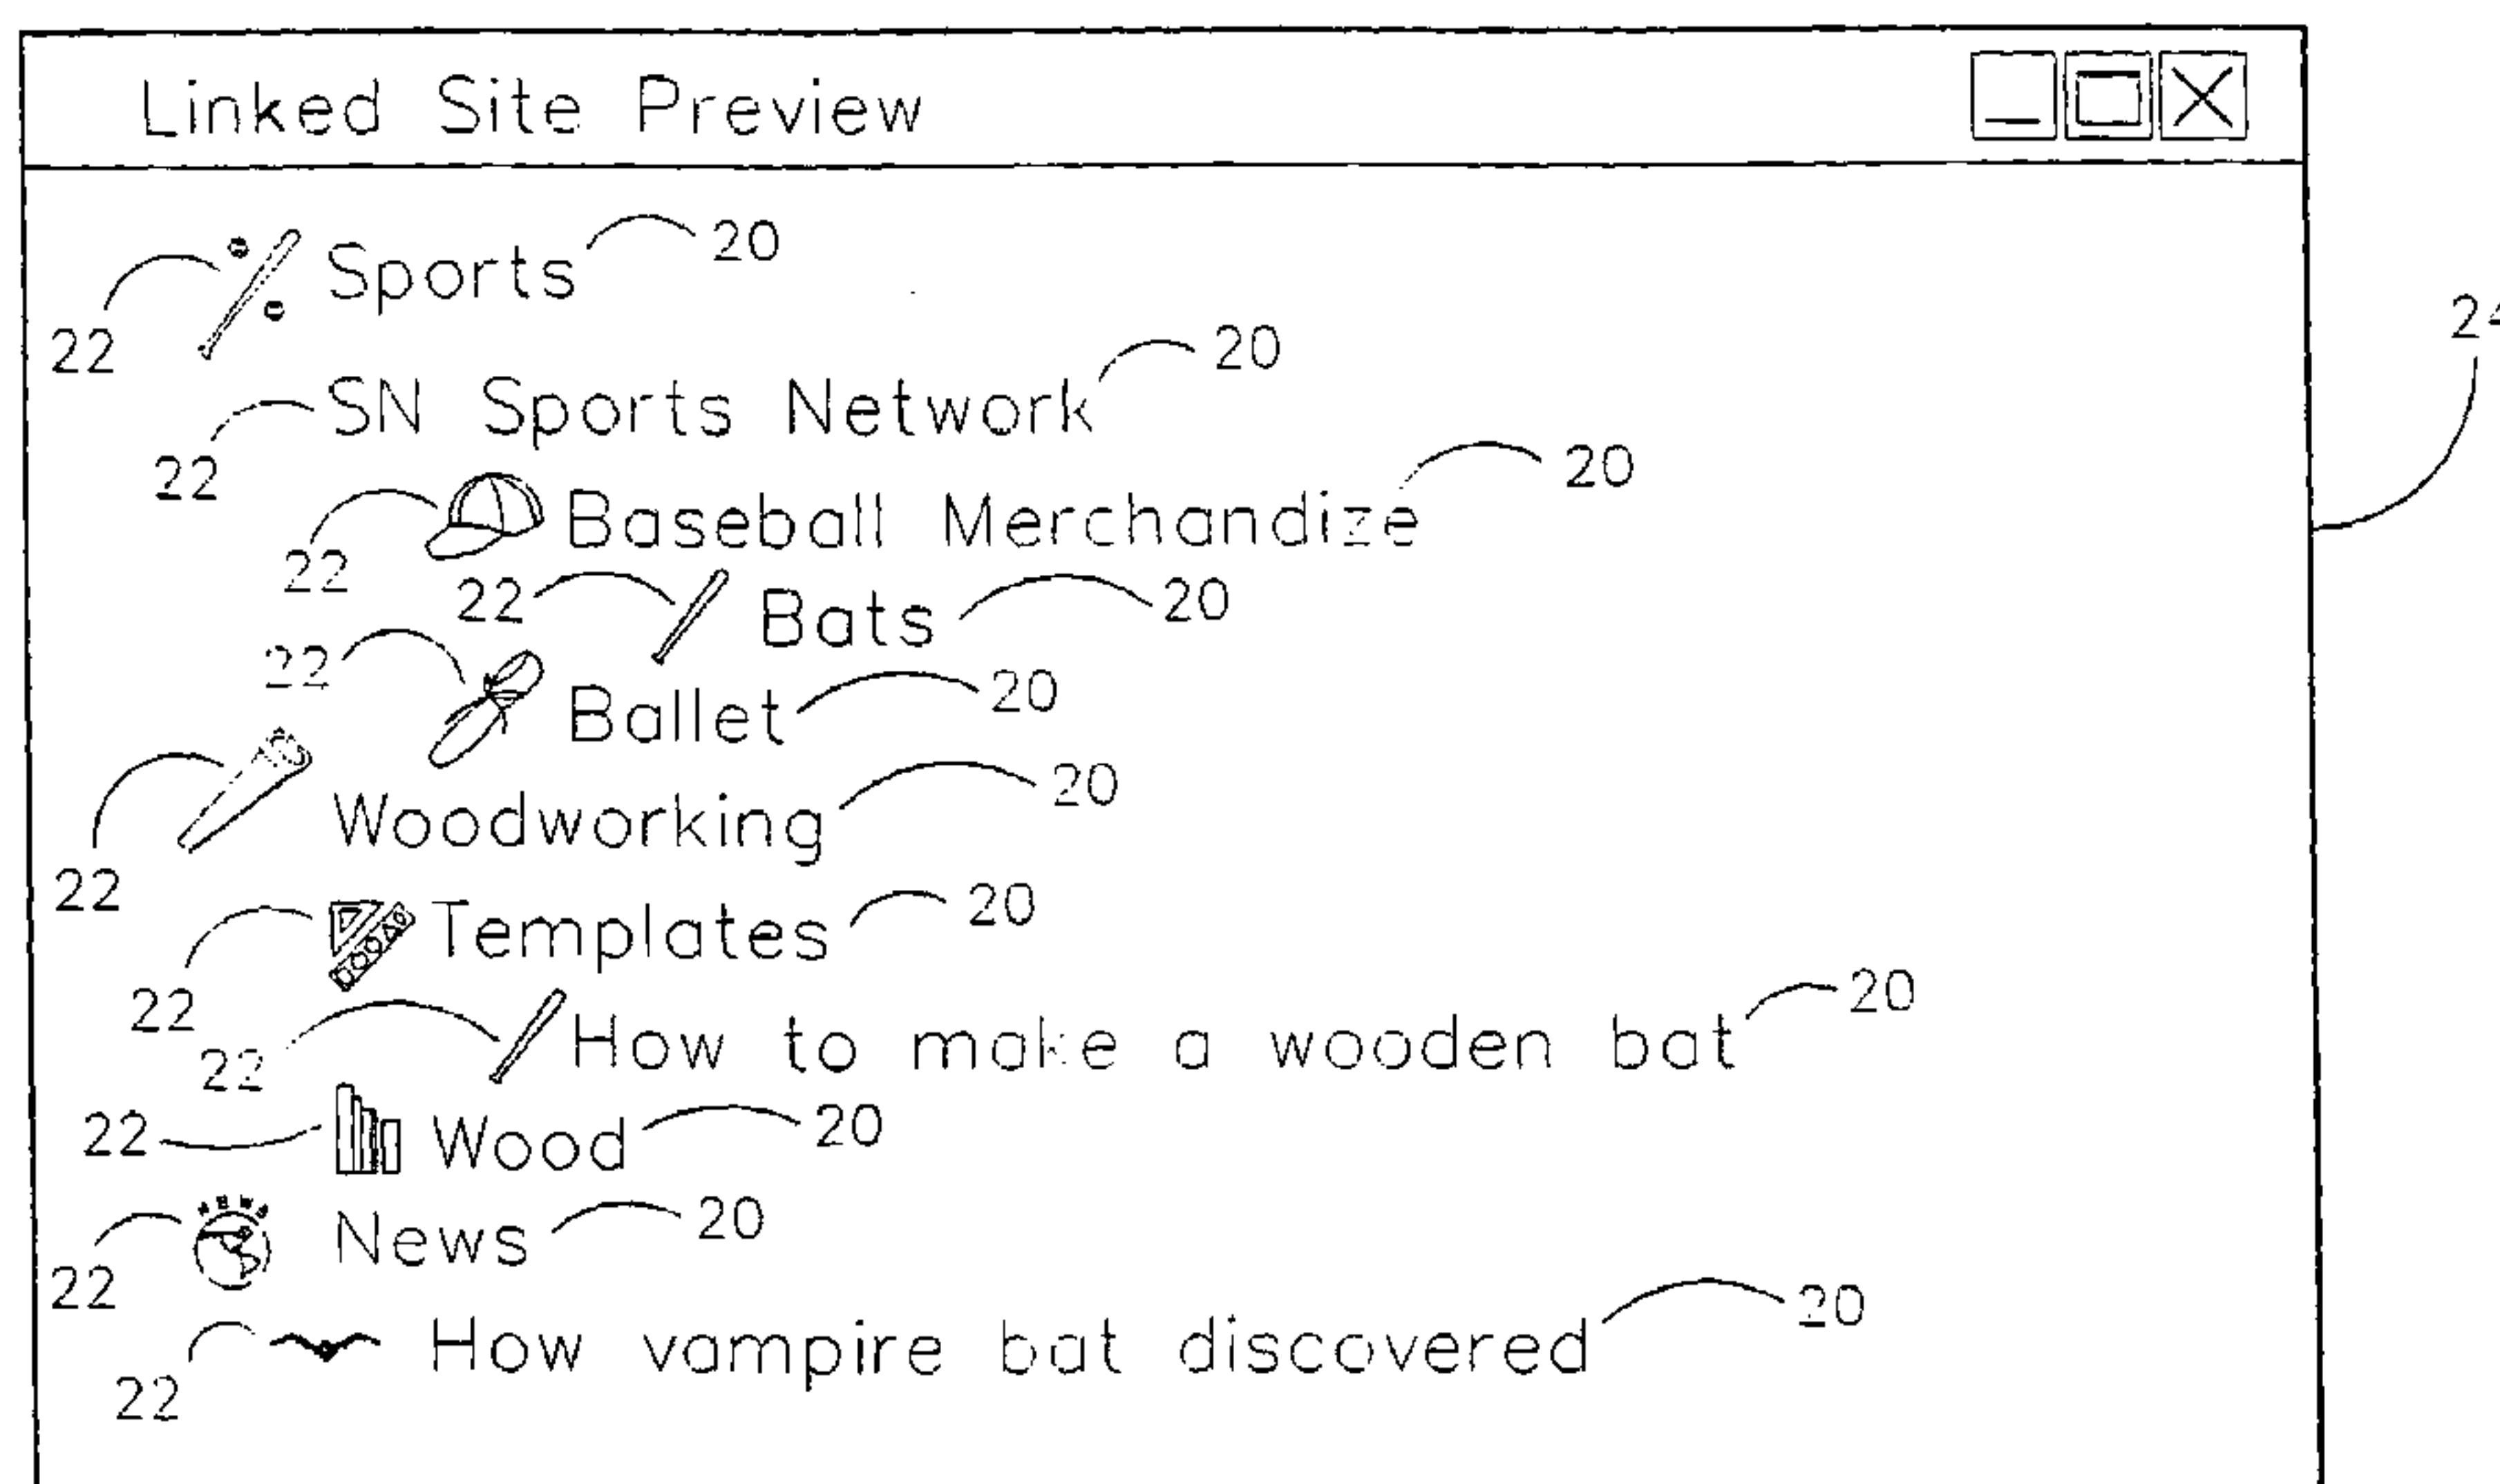 Linked Site Preview
Sports 20
22
24
SN Sports Network 20
22
Baseball Merchandize 20
22
22 Bats 20
22 Ballet 20
Woodworking 20
22
Templates 20
22
22 How to make a wooden bat 20
22 Wood 20
News 20
22
How vampire bat discovered 20
22